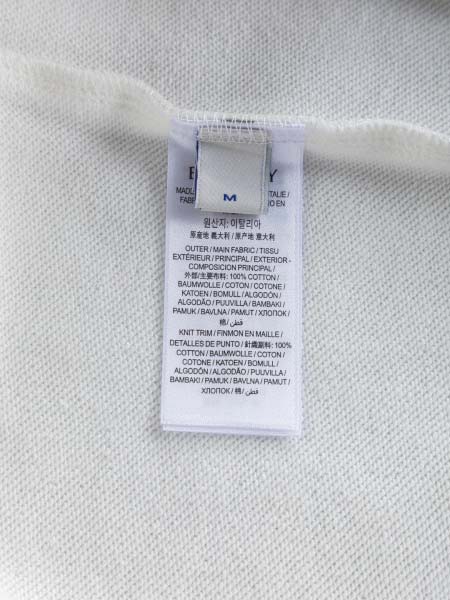 M
원산지: 이탈리아
原産地 義大利 / 原产地 意大利
OUTER / MAIN FABRIC / TISSU
EXTÉRIEUR / PRINCIPAL / EXTERIOR -
COMPOSICION PRINCIPAL /
外部/主要布料: 100% COTTON /
BAUMWOLLE / COTON / COTONE /
KATOEN / BOMULL / ALGODÓN /
ALGODÃO / PUUVILLA / BAMBAKI /
PAMUK / BAVLNA / PAMUT / ХЛОПОК /
棉 / قطن /
KNIT TRIM / FINMON EN MAILLE /
DETALLES DE PUNTO / 針織顏料: 100%
COTTON / BAUMWOLLE / COTON /
COTONE / KATOEN / BOMULL /
ALGODÓN / ALGODÃO / PUUVILLA /
BAMBAKI / PAMUK / BAVLNA / PAMUT /
ХЛОПОК / 棉 / قطن